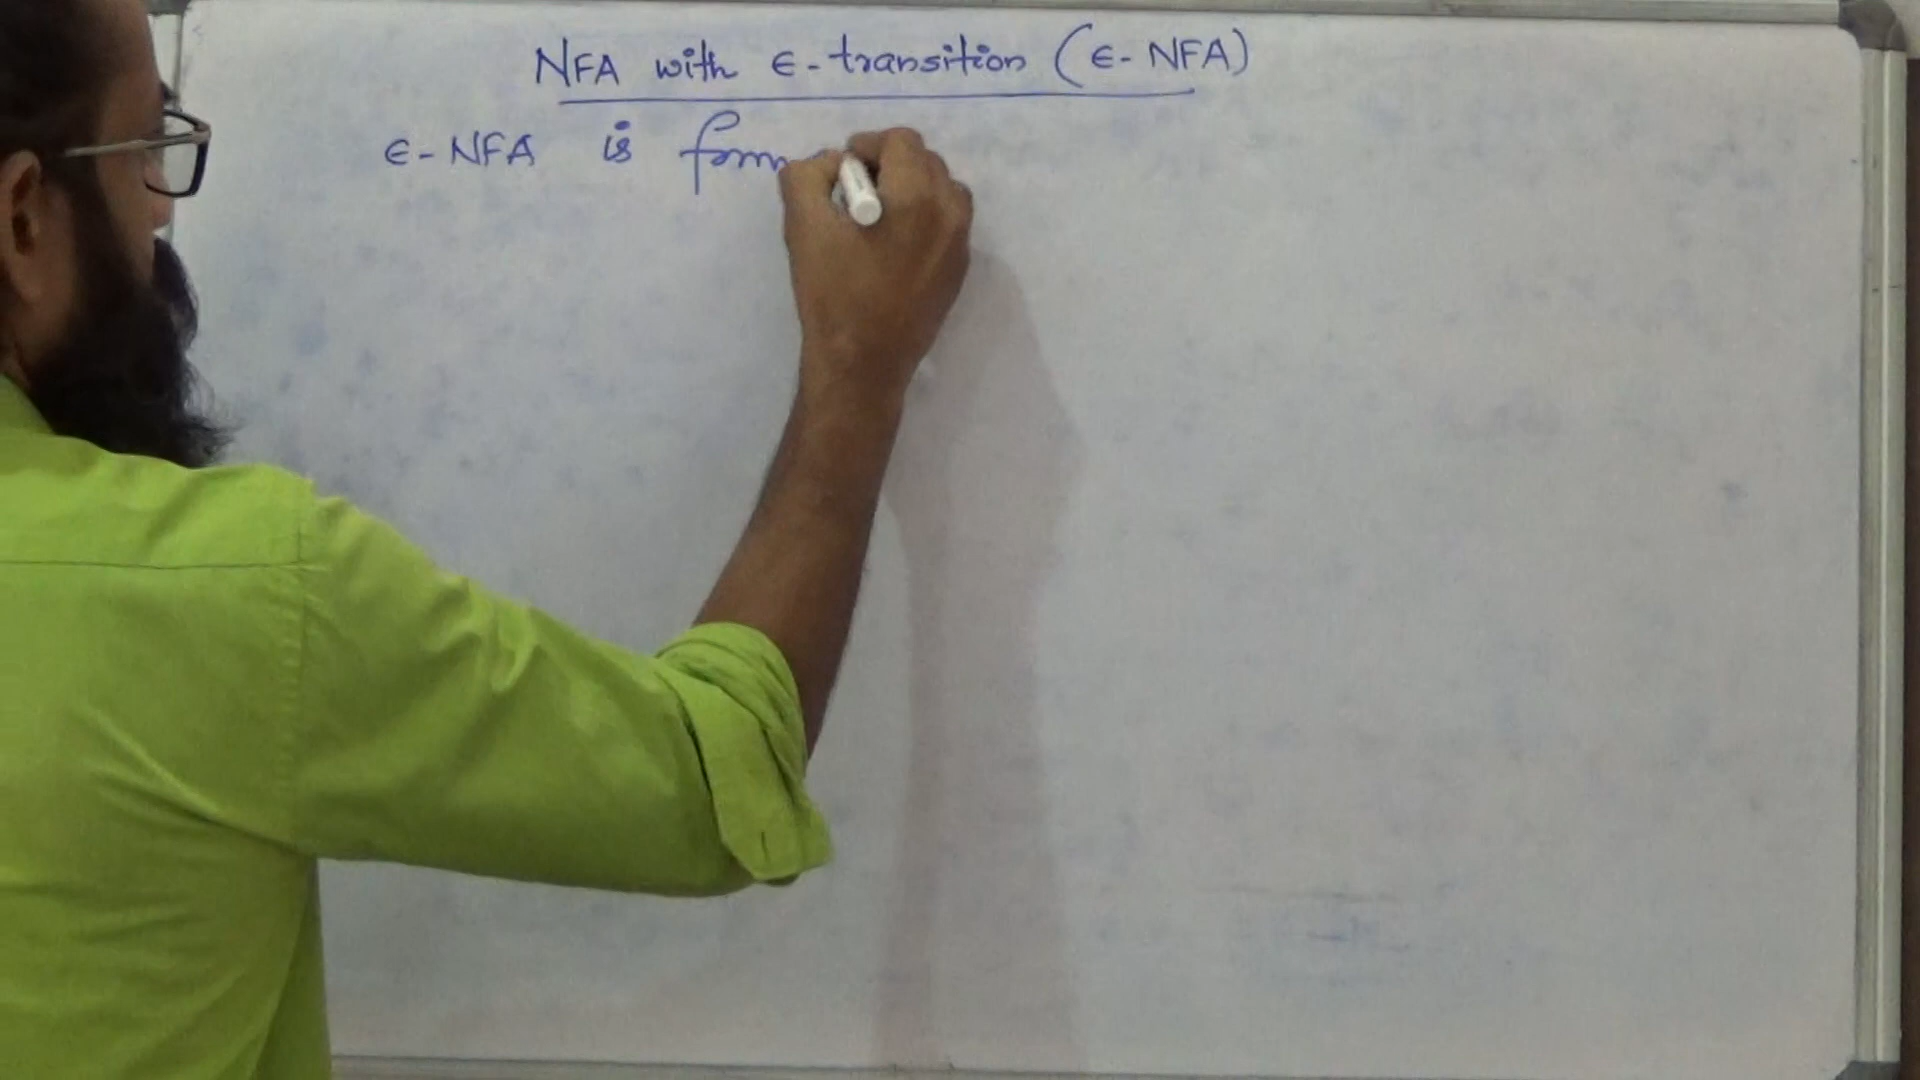 NFA with ϵ-transition (ϵ-NFA)
ϵ-NFA is form